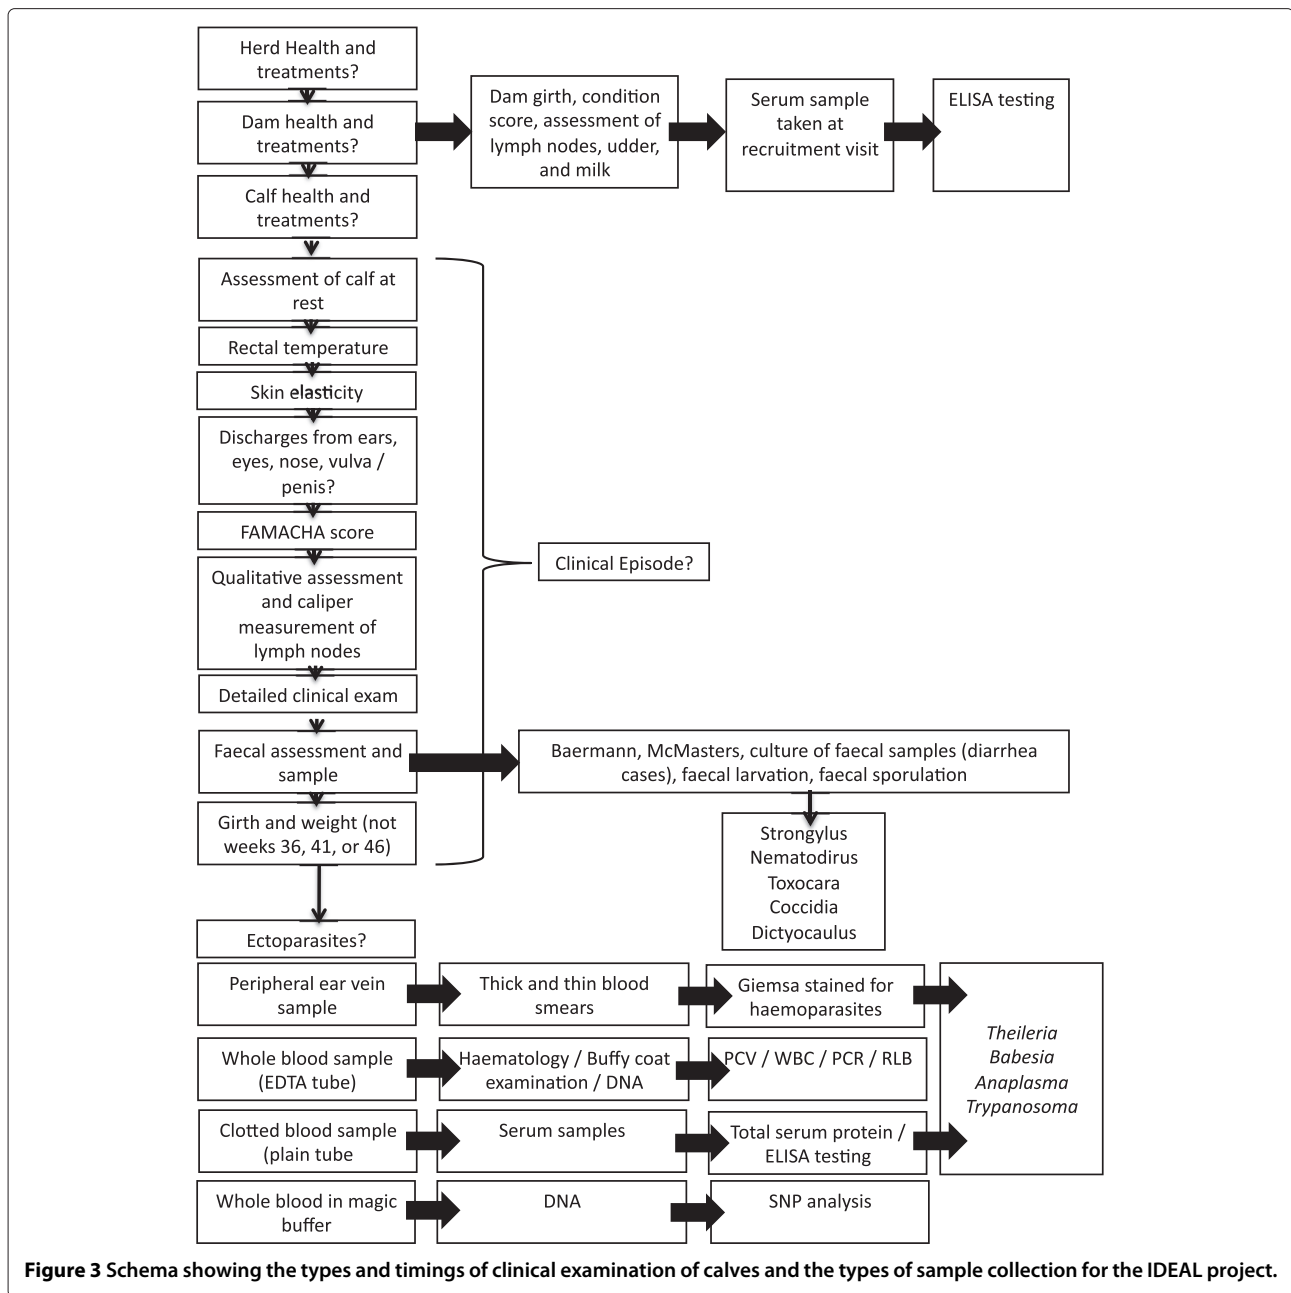 Herd Health and
treatments?
Dam health and
treatments?
Dam girth, condition
score, assessment of
lymph nodes, udder,
and milk
Serum sample
taken at
recruitment visit
ELISA testing
Calf health and
treatments?
Assessment of calf at
rest
Rectal temperature
Skin elasticity
Discharges from ears,
eyes, nose, vulva /
penis?
FAMACHA score
Qualitative assessment
and caliper
measurement of
lymph nodes
Detailed clinical exam
Clinical Episode?
Faecal assessment and
sample
Baermann, McMasters, culture of faecal samples (diarrhea
cases), faecal larvation, faecal sporulation
Girth and weight (not
weeks 36, 41, or 46)
Strongylus
Nematodirus
Toxocara
Coccidia
Dictyocaulus
Ectoparasites?
Peripheral ear vein
sample
Thick and thin blood
smears
Giemsa stained for
haemoparasites
Whole blood sample
(EDTA tube)
Haematology / Buffy coat
examination / DNA
PCV / WBC / PCR / RLB
Theileria
Babesia
Anaplasma
Trypanosoma
Clotted blood sample
(plain tube
Serum samples
Total serum protein /
ELISA testing
Whole blood in magic
buffer
DNA
SNP analysis
Figure 3 Schema showing the types and timings of clinical examination of calves and the types of sample collection for the IDEAL project.